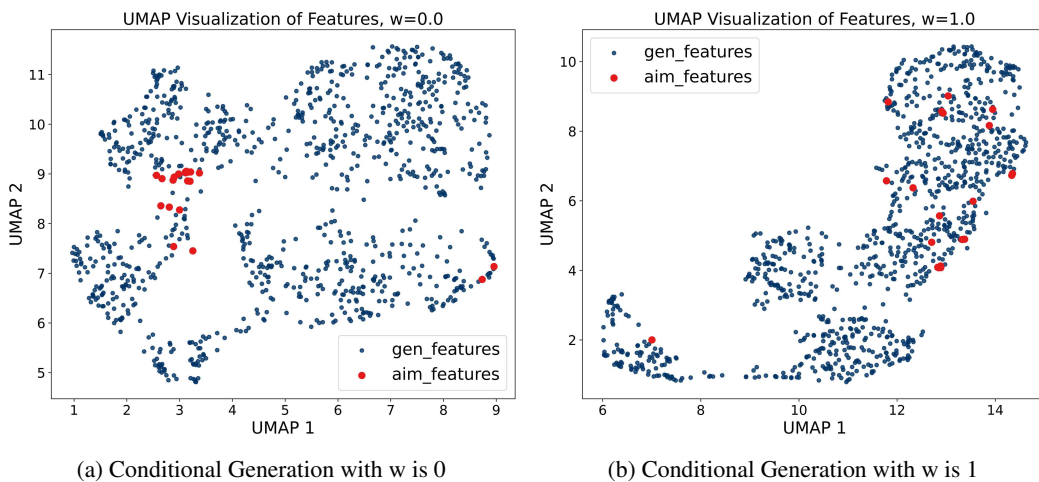 UMAP Visualization of Features, w=0.0
11
10
9
8
7
6
5
UMAP 2
gen_features
aim_features
1 2 3 4 5 6 7 8 9
UMAP 1
(a) Conditional Generation with w is 0
UMAP Visualization of Features, w=1.0
gen_features
aim_features
10
8
6
4
2
UMAP 2
6 8 10 12 14
UMAP 1
(b) Conditional Generation with w is 1